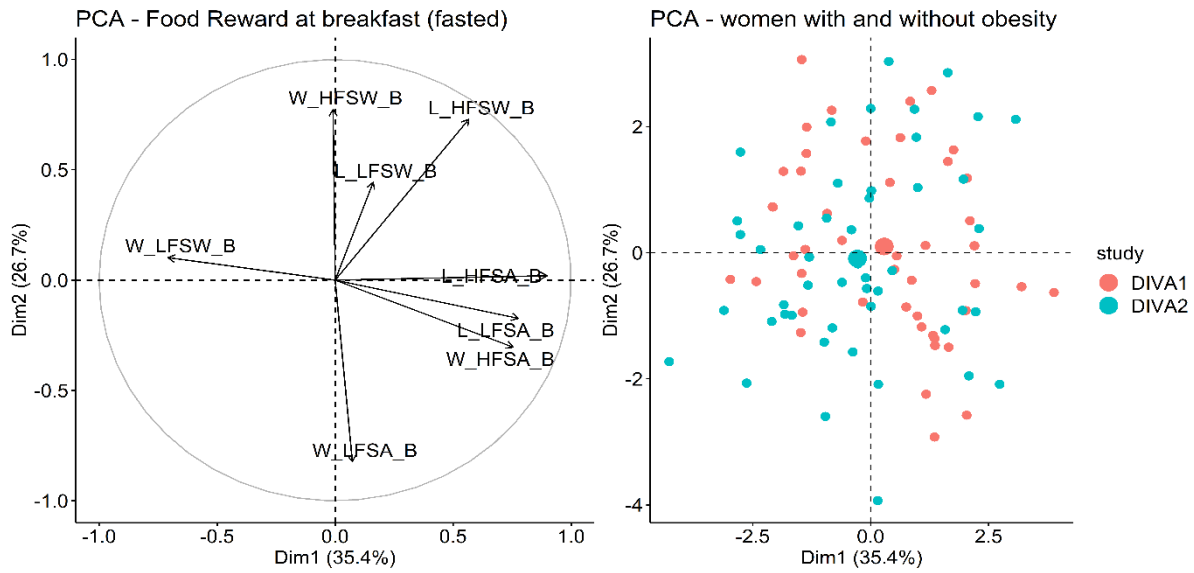 PCA - Food Reward at breakfast (fasted)
1.0
0.5
0.0
-0.5
-1.0
Dim2 (26.7%)
W_HFSW_B
L_HFSW_B
L_LFSW_B
W_LFSW_B
L_HFSA_B
L_LFSA_B
W_HFSA_B
W_LFSA_B
-1.0 -0.5 0.0 0.5 1.0
Dim1 (35.4%)
PCA - women with and without obesity
2
0
-2
-4
Dim2 (26.7%)
-2.5 0.0 2.5
Dim1 (35.4%)
study
DIVA1
DIVA2